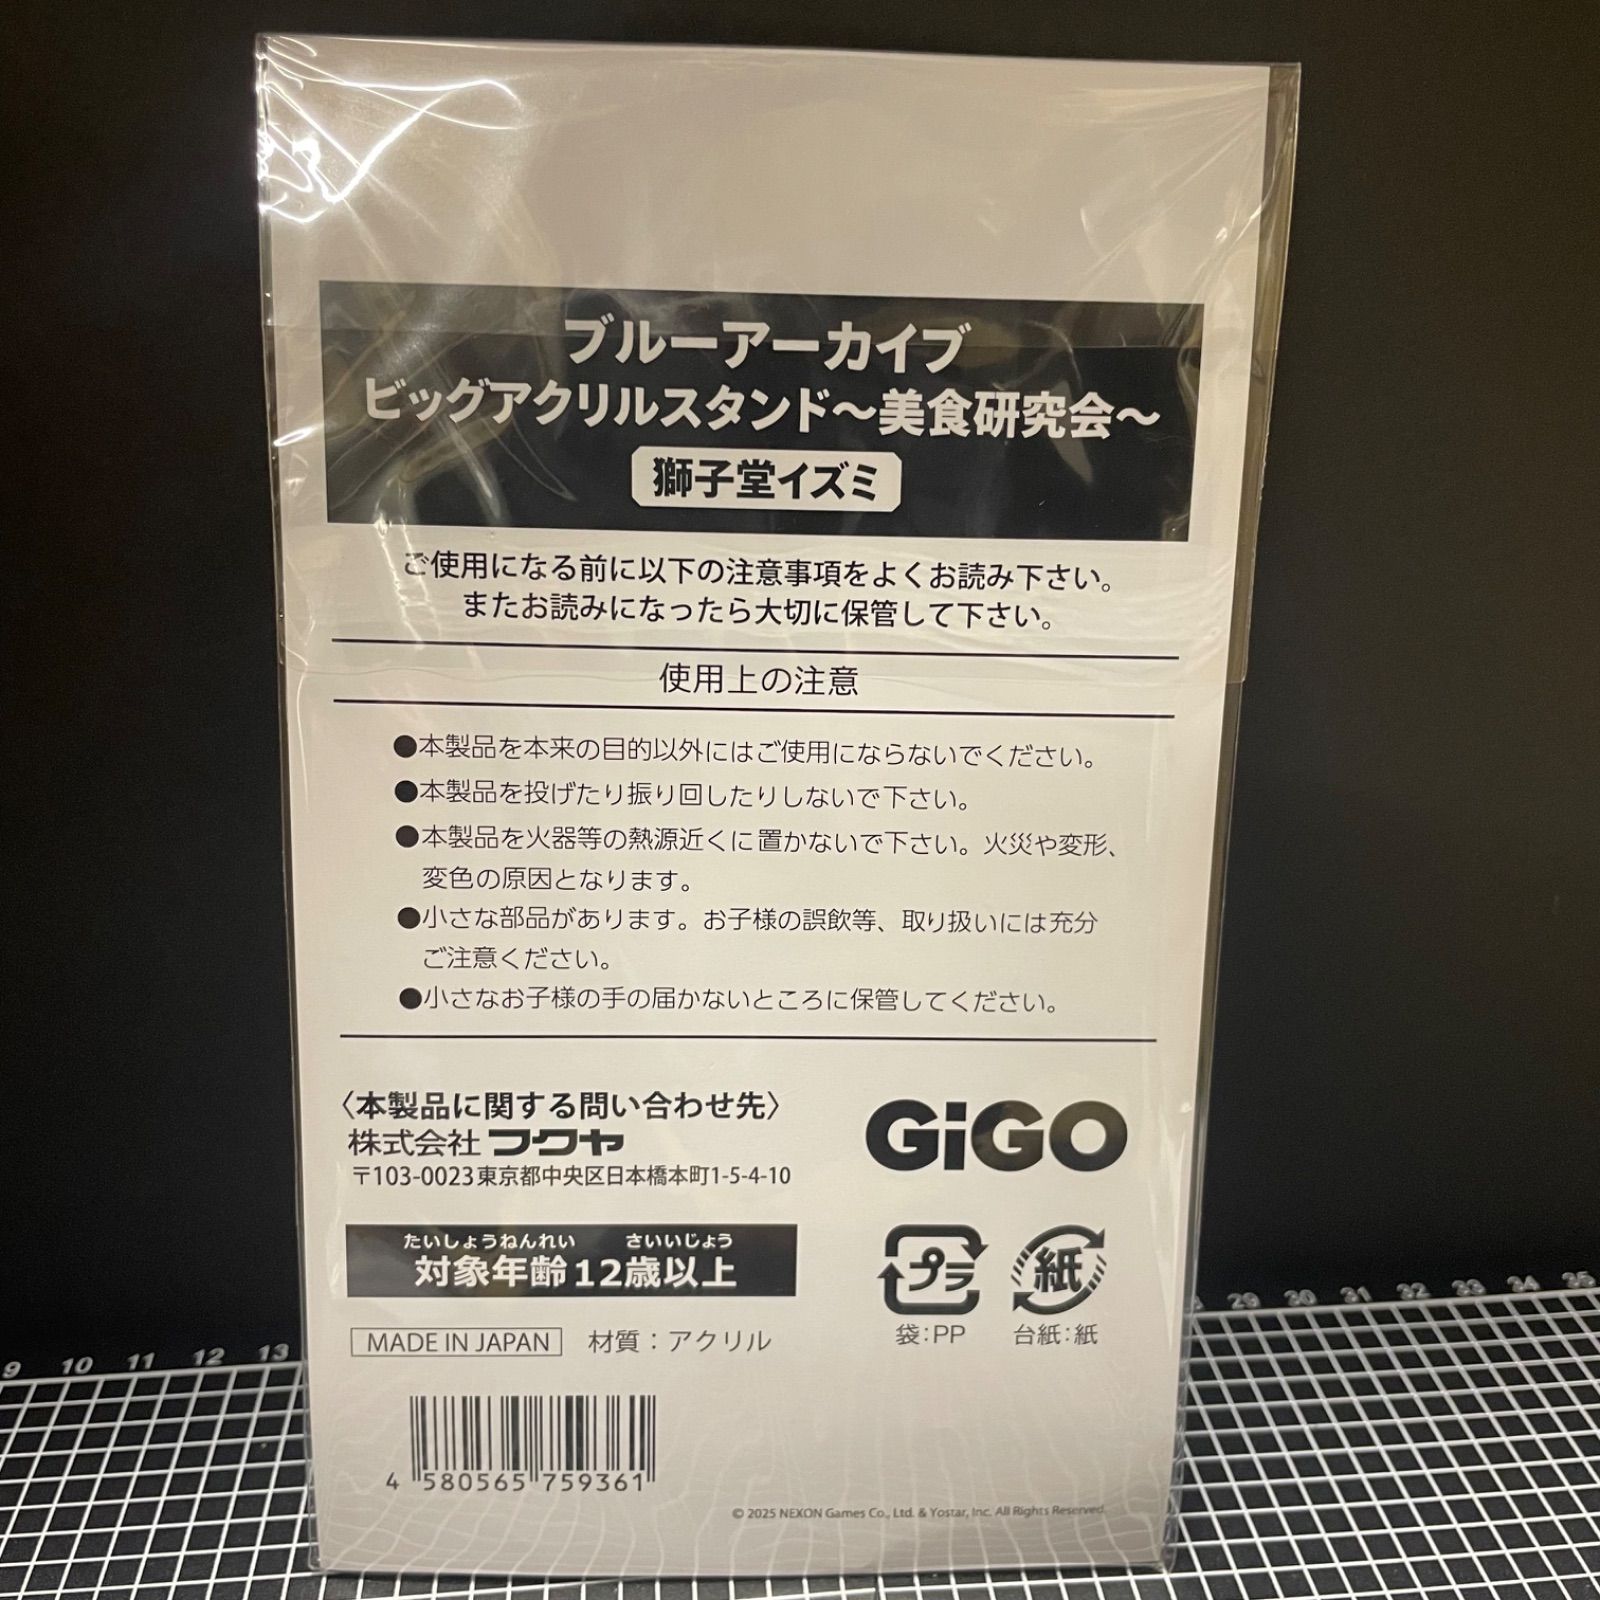 ブルーアーカイブ
ビッグアクリルスタンド～美食研究会～
獅子堂イズミ
ご使用になる前に以下の注意事項をよくお読み下さい。
またお読みになったら大切に保管して下さい。
使用上の注意
●本製品を本来の目的以外にはご使用にならないでください。
●本製品を投げたり振り回したりしないで下さい。
●本製品を火器等の熱源近くに置かないで下さい。火災や変形、
変色の原因となります。
●小さな部品があります。お子様の誤飲等、取り扱いには充分
ご注意ください。
●小さなお子様の手の届かないところに保管してください。
〈本製品に関する問い合わせ先〉
株式会社フクヤ
〒103-0023東京都中央区日本橋本町1-5-4-10
GiGO
たいしょうねんれい さいいじょう
対象年齢12歳以上
プラ
紙
袋:PP
台紙:紙
MADE IN JAPAN 材質：アクリル
4 580565 759361
© 2025 NEXON Games Co., Ltd. & Yostar, Inc. All Rights Reserved.
9 10 11 12 13
29 30 31 32 33 34 35